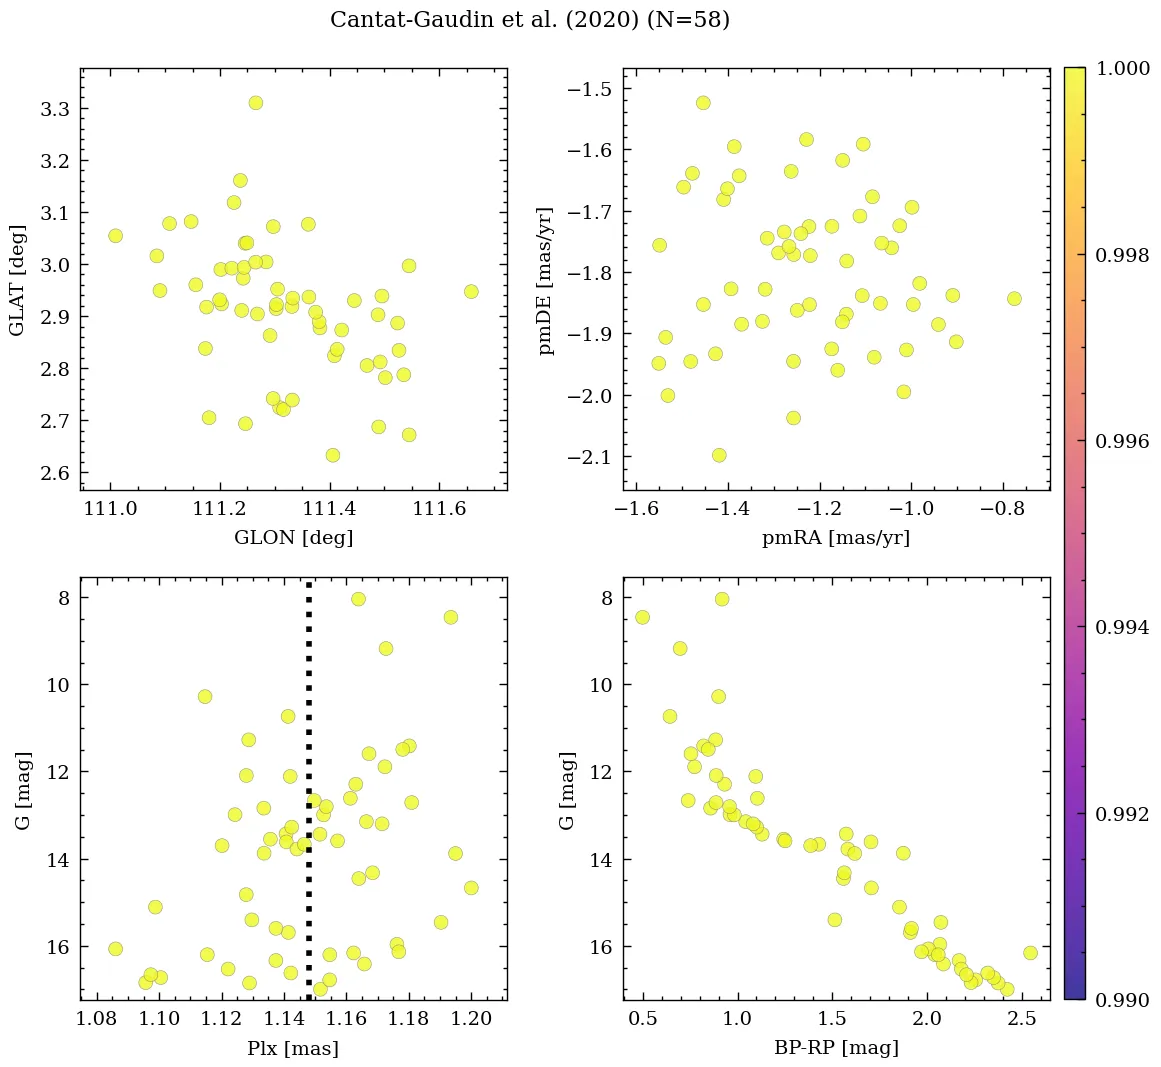 Cantat-Gaudin et al. (2020) (N=58)
3.3
3.2
3.1
3.0
2.9
2.8
2.7
2.6
GLAT [deg]
111.0 111.2 111.4 111.6
GLON [deg]
−1.5
−1.6
−1.7
−1.8
−1.9
−2.0
−2.1
pmDE [mas/yr]
−1.6 −1.4 −1.2 −1.0 −0.8
pmRA [mas/yr]
8
10
12
14
16
G [mag]
1.08 1.10 1.12 1.14 1.16 1.18 1.20
Plx [mas]
8
10
12
14
16
G [mag]
0.5 1.0 1.5 2.0 2.5
BP-RP [mag]
1.000
0.998
0.996
0.994
0.992
0.990